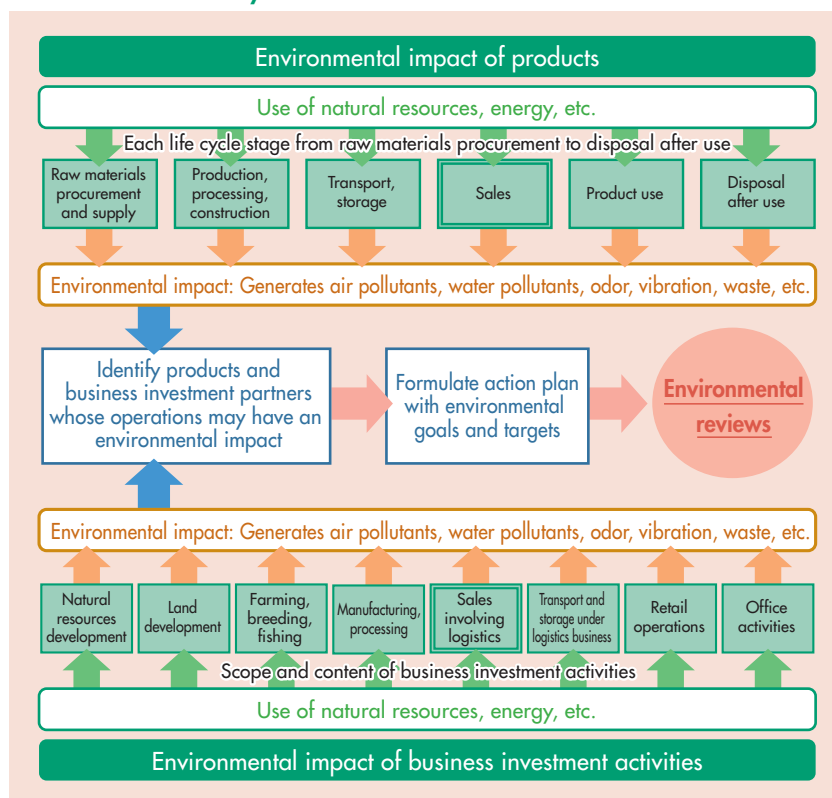 Environmental impact of products
Use of natural resources, energy, etc.
Each life cycle stage from raw materials procurement to disposal after use
Raw materials
procurement
and supply
Production,
processing,
construction
Transport,
storage
Sales
Product use
Disposal
after use
Environmental impact: Generates air pollutants, water pollutants, odor, vibration, waste, etc.
Identify products and
business investment partners
whose operations may have an
environmental impact
Formulate action plan
with environmental
goals and targets
Environmental
reviews
Environmental impact: Generates air pollutants, water pollutants, odor, vibration, waste, etc.
Natural
resources
development
Land
development
Farming,
breeding,
fishing
Manufacturing,
processing
Sales
involving
logistics
Transport and
storage under
logistics business
Retail
operations
Office
activities
Scope and content of business investment activities
Use of natural resources, energy, etc.
Environmental impact of business investment activities